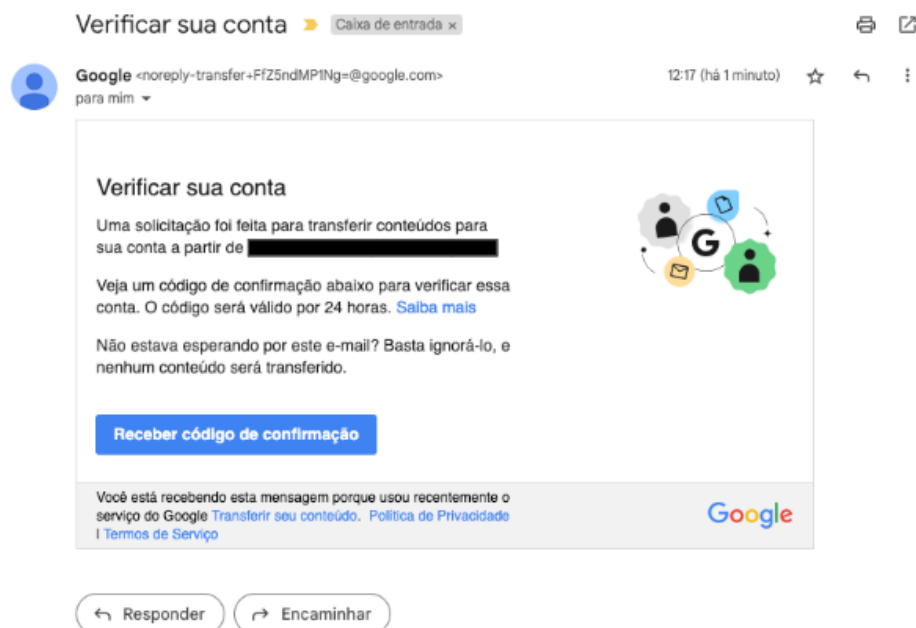 Verificar sua conta Caixa de entrada ×
Google <noreply-transfer+FfZ5ndMP1Ng=@google.com> 12:17 (há 1 minuto)
para mim
Verificar sua conta
Uma solicitação foi feita para transferir conteúdos para
sua conta a partir de
Veja um código de confirmação abaixo para verificar essa
conta. O código será válido por 24 horas. Saiba mais
Não estava esperando por este e-mail? Basta ignorá-lo, e
nenhum conteúdo será transferido.
G
Receber código de confirmação
Você está recebendo esta mensagem porque usou recentemente o
serviço do Google Transferir seu conteúdo. Política de Privacidade
| Termos de Serviço
Google
Responder Encaminhar